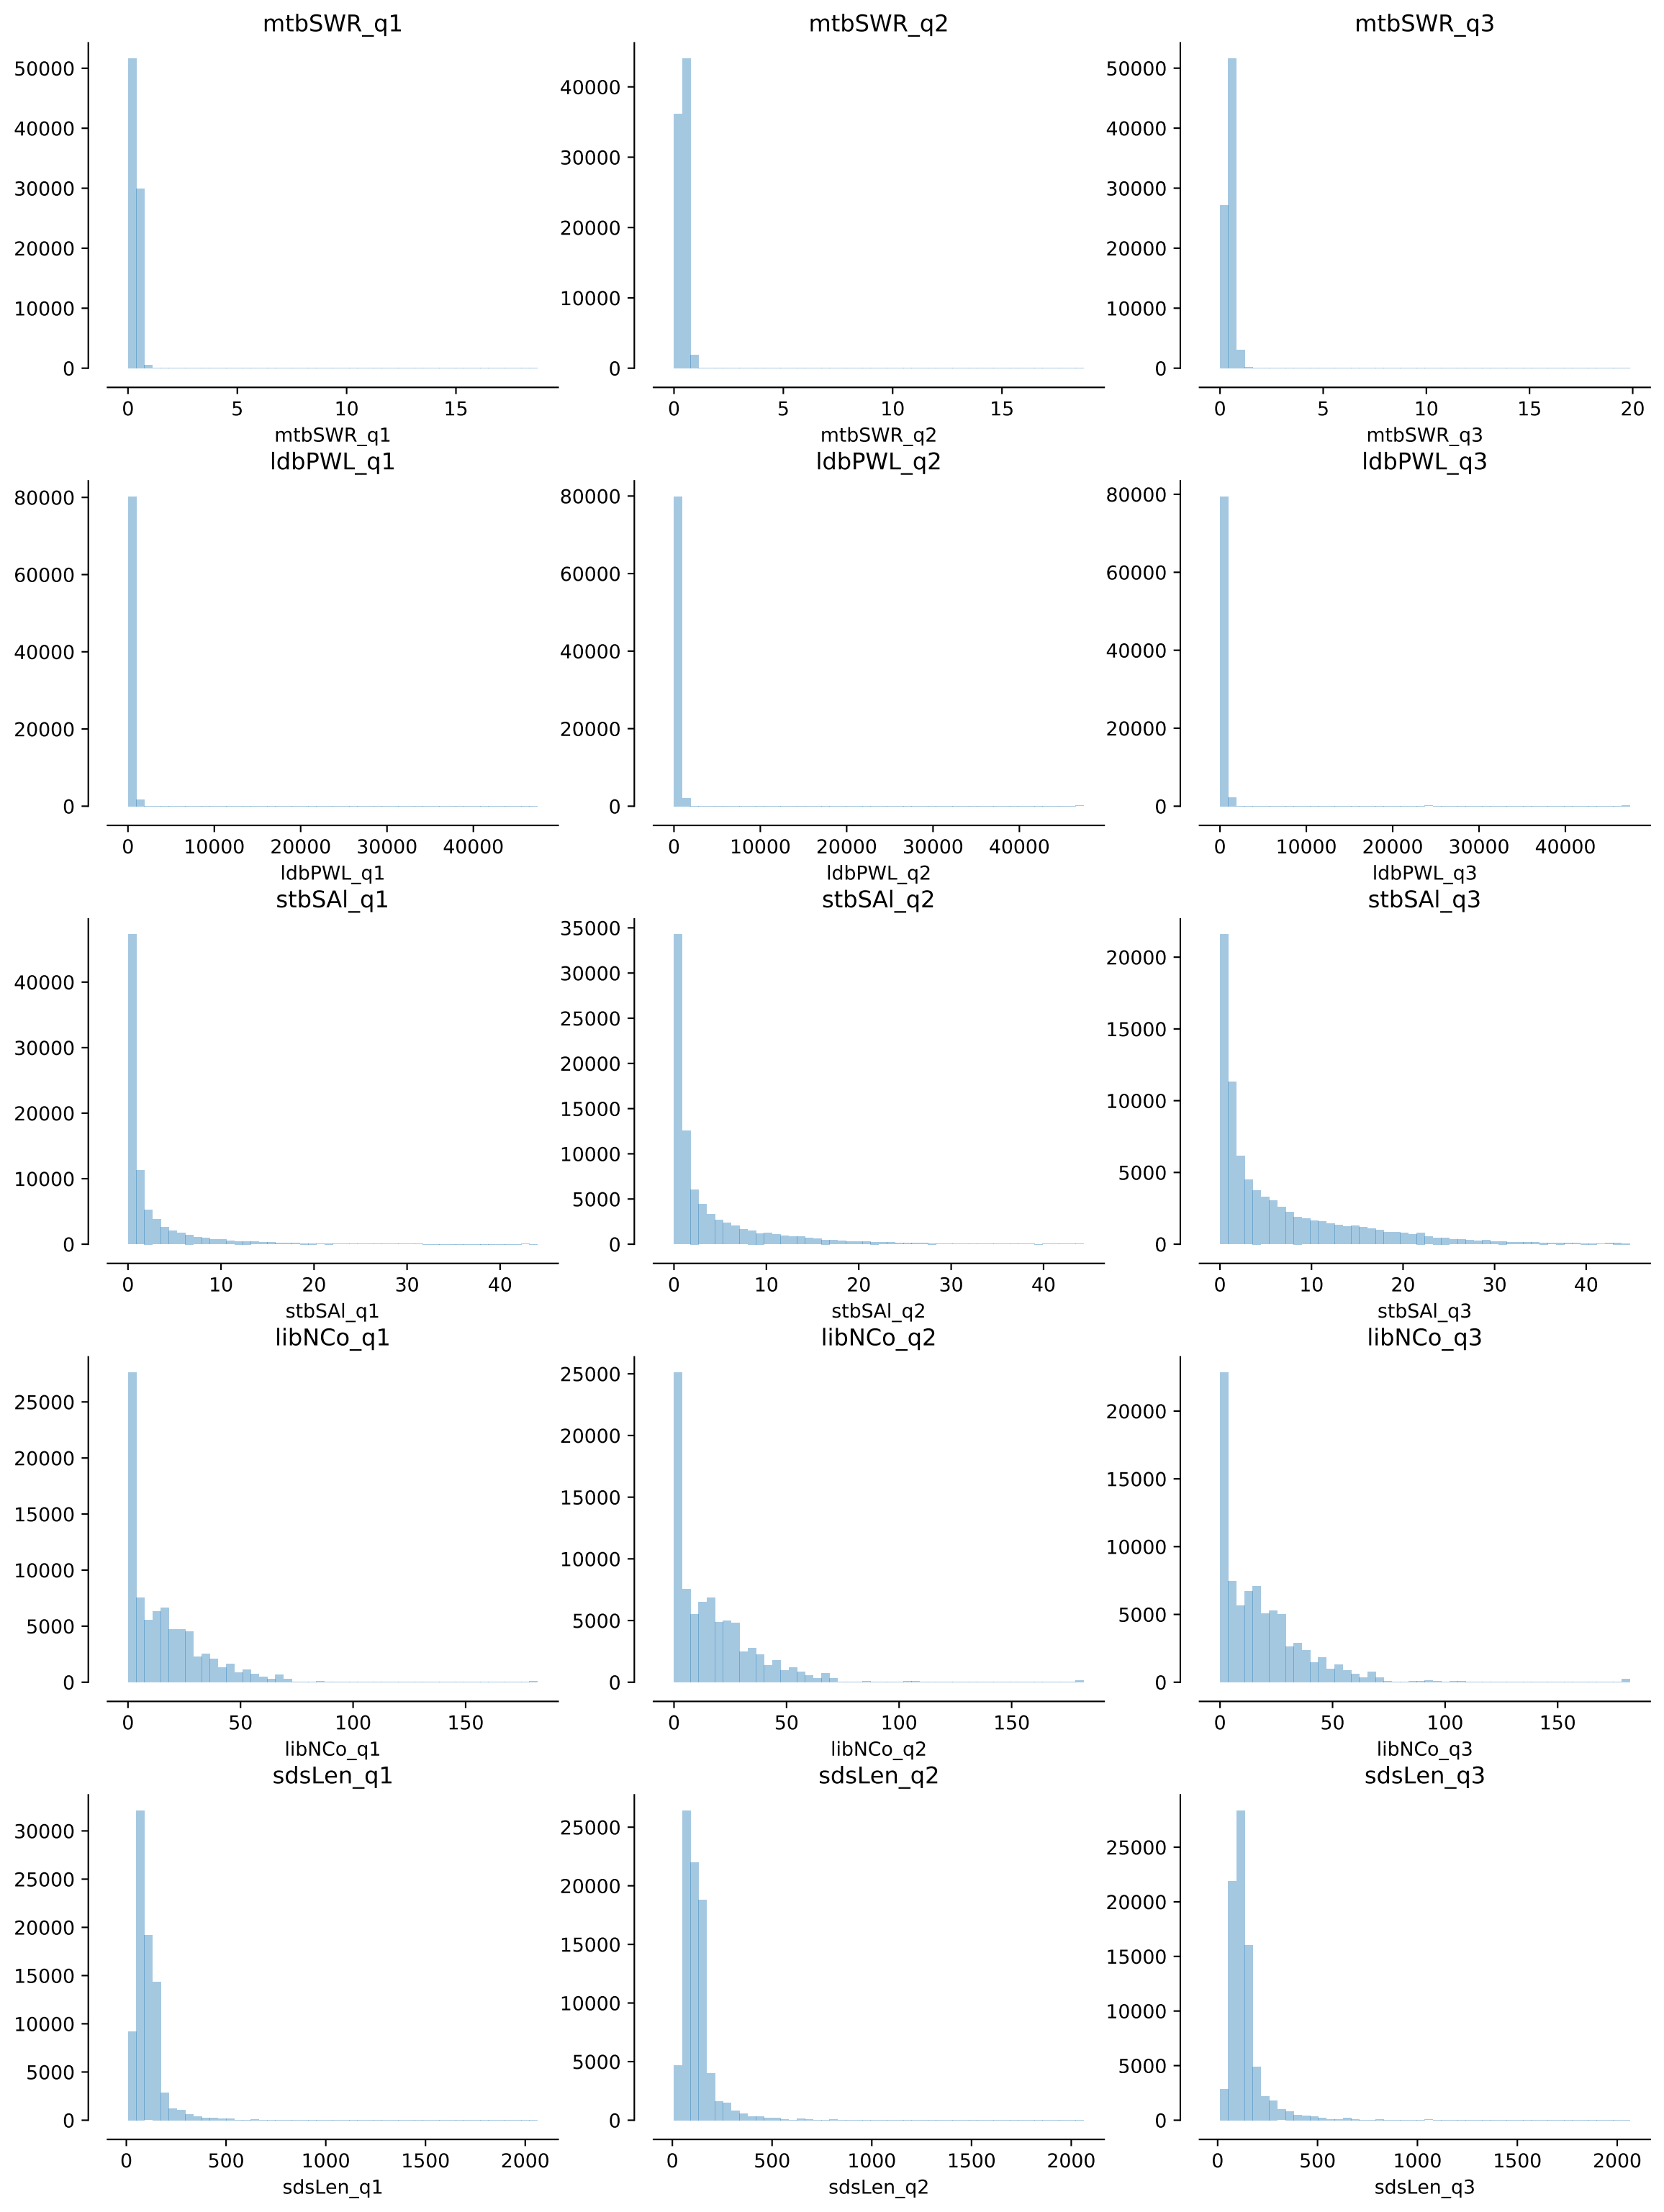 mtbSWR_q1 mtbSWR_q2 mtbSWR_q3
50000 40000 50000
40000 30000 40000
30000 20000 30000
20000 10000 20000
10000 0 10000
0 0
0 5 10 15 0 5 10 15 0 5 10 15 20
mtbSWR_q1 mtbSWR_q2 mtbSWR_q3
ldbPWL_q1 ldbPWL_q2 ldbPWL_q3
80000 80000 80000
60000 60000 60000
40000 40000 40000
20000 20000 20000
0 0 0
0 10000 20000 30000 40000 0 10000 20000 30000 40000 0 10000 20000 30000 40000
ldbPWL_q1 ldbPWL_q2 ldbPWL_q3
stbSAl_q1 stbSAl_q2 stbSAl_q3
40000 35000 20000
30000 30000 15000
20000 25000 10000
10000 20000 5000
0 15000 0
10000
5000
0
0 10 20 30 40 0 10 20 30 40 0 10 20 30 40
stbSAl_q1 stbSAl_q2 stbSAl_q3
libNCo_q1 libNCo_q2 libNCo_q3
25000 25000 20000
20000 20000 15000
15000 15000 10000
10000 10000 5000
5000 5000 0
0 0
0 50 100 150 0 50 100 150 0 50 100 150
libNCo_q1 libNCo_q2 libNCo_q3
sdsLen_q1 sdsLen_q2 sdsLen_q3
30000 25000 25000
25000 20000 20000
20000 15000 15000
15000 10000 10000
10000 5000 5000
5000 0 0
0
0 500 1000 1500 2000 0 500 1000 1500 2000 0 500 1000 1500 2000
sdsLen_q1 sdsLen_q2 sdsLen_q3